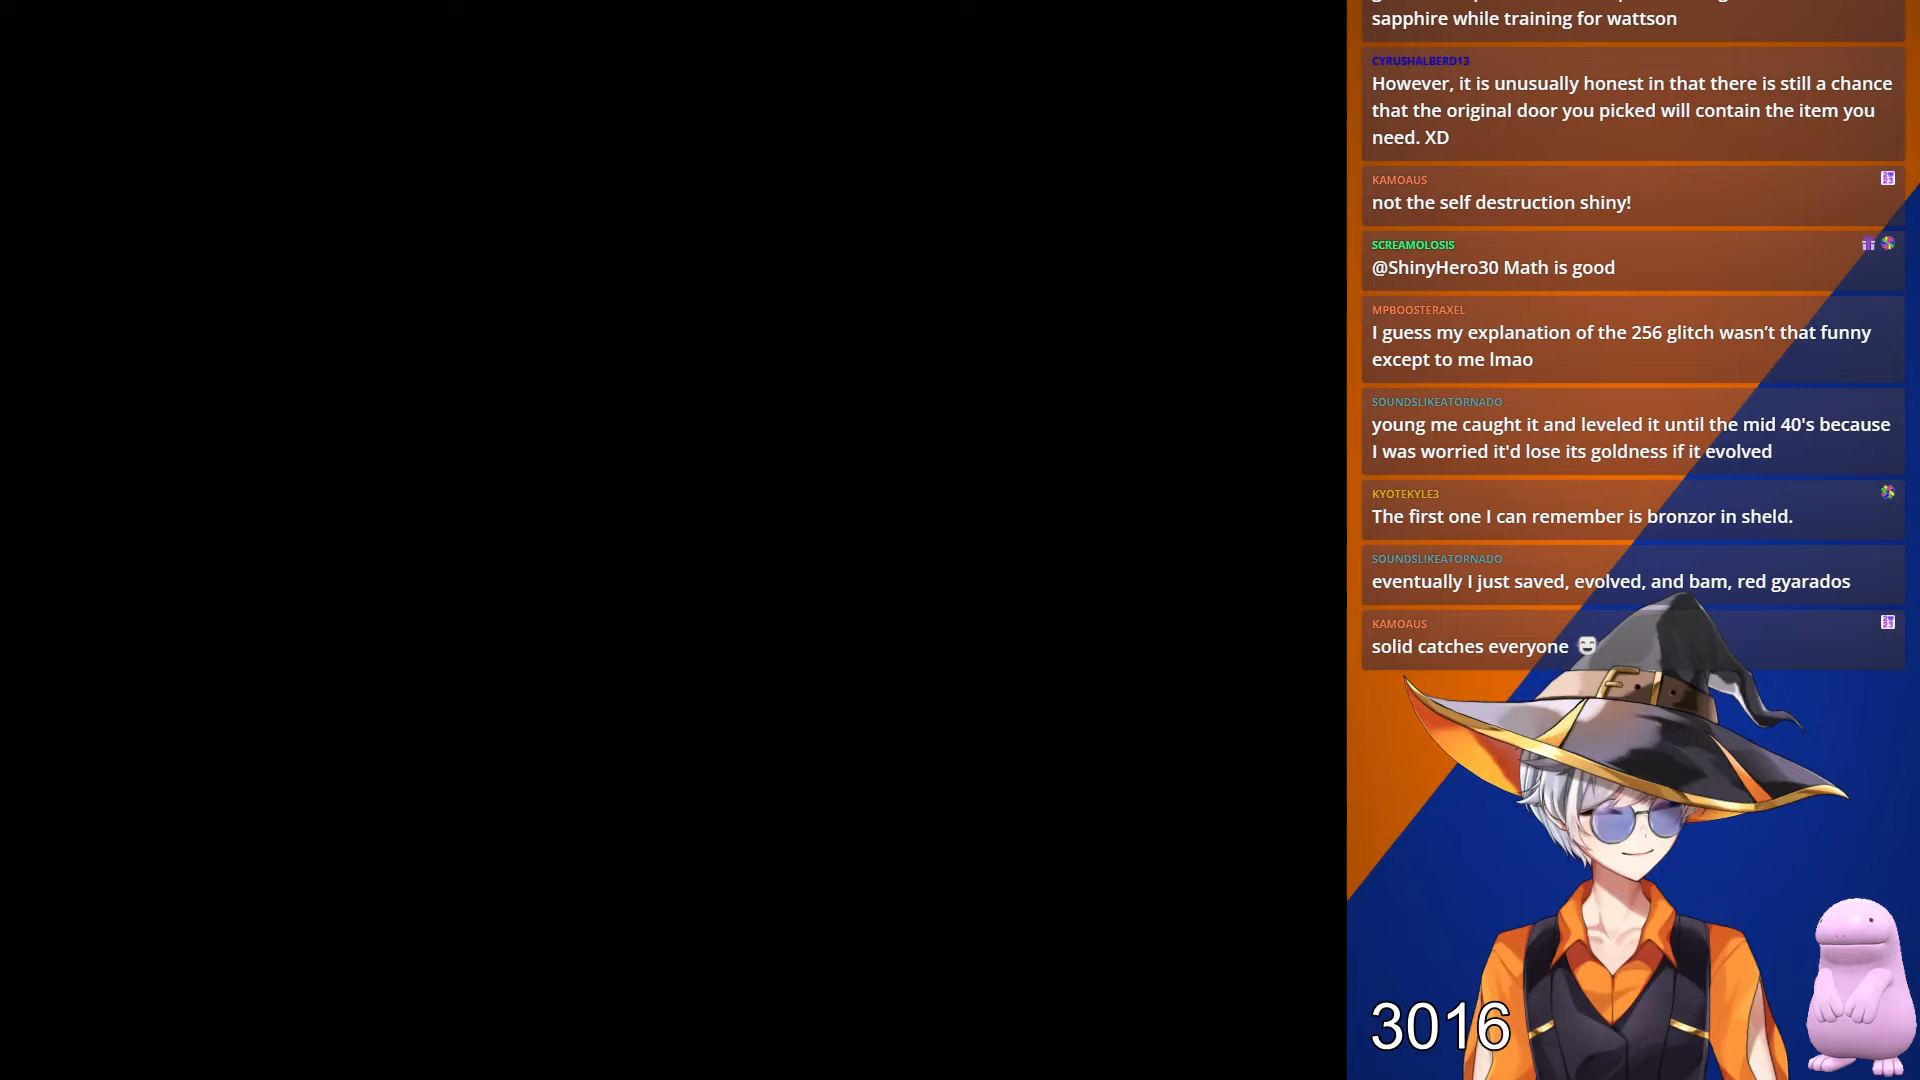 sapphire while training for wattson
CYRUSHALBERD13
However, it is unusually honest in that there is still a chance
that the original door you picked will contain the item you
need. XD
KAMOAUS
not the self destruction shiny!
SCREAMOLOSIS
@ShinyHero30 Math is good
MPBOOSTERAXEL
I guess my explanation of the 256 glitch wasn’t that funny
except to me lmao
SOUNDSLIKEATORNADO
young me caught it and leveled it until the mid 40's because
I was worried it'd lose its goldness if it evolved
KYOTEKYLE3
The first one I can remember is bronzor in sheld.
SOUNDSLIKEATORNADO
eventually I just saved, evolved, and bam, red gyarados
KAMOAUS
solid catches everyone
3016